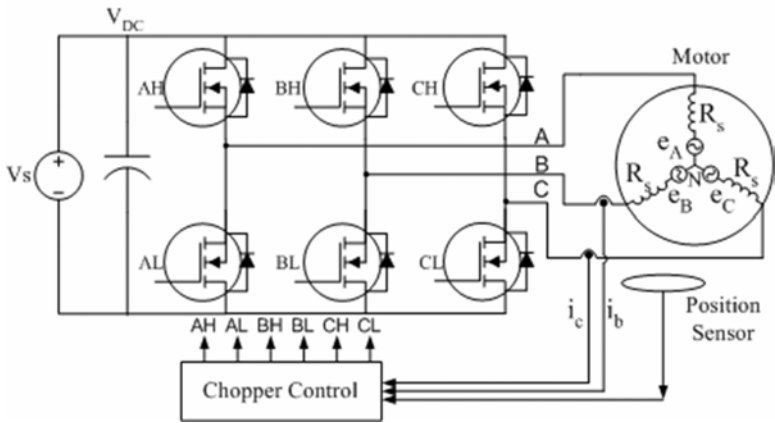 V_DC
AH
BH
CH
Motor
A
B
C
R_s
e_A
R_s
N
R_s
e_B
e_C
Vs
+
−
AL
BL
CL
AH AL BH BL CH CL
i_c
i_b
Position
Sensor
Chopper Control